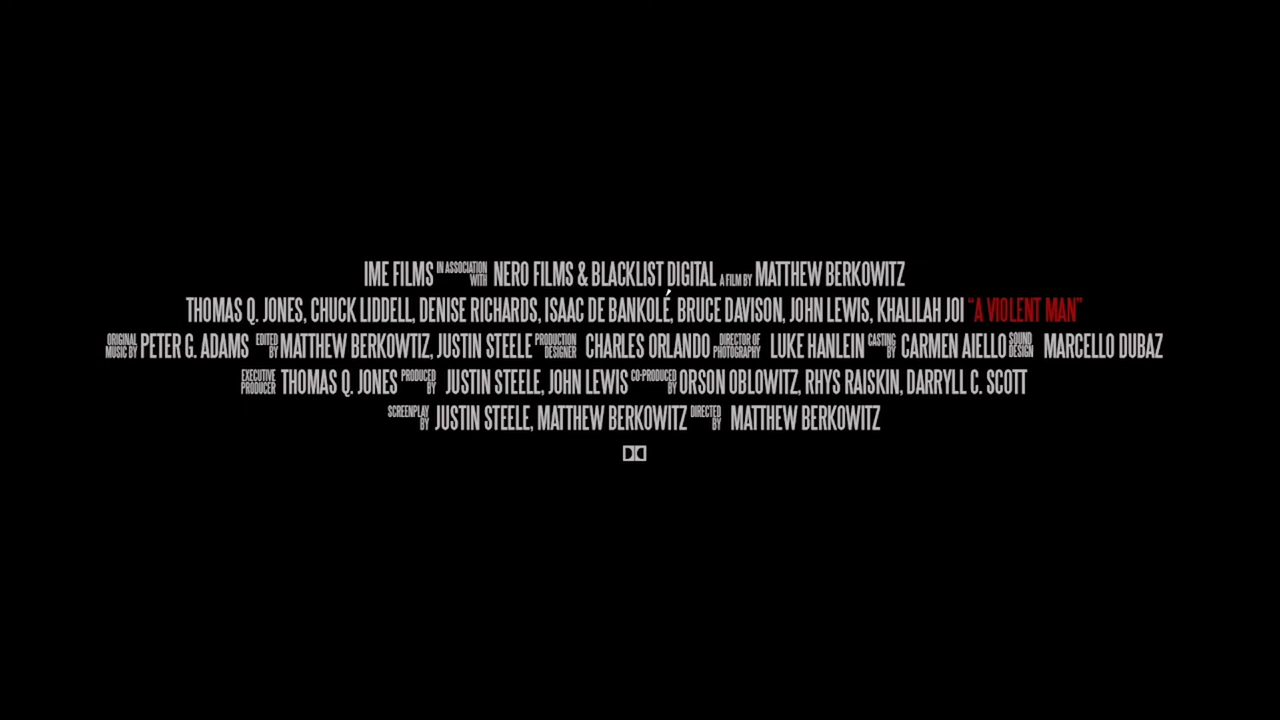 IME FILMS IN ASSOCIATION WITH NERO FILMS & BLACKLIST DIGITAL A FILM BY MATTHEW BERKOWITZ
THOMAS Q. JONES, CHUCK LIDDELL, DENISE RICHARDS, ISAAC DE BANKOLÉ, BRUCE DAVISON, JOHN LEWIS, KHALILAH JOI “A VIOLENT MAN”
ORIGINAL MUSIC BY PETER G. ADAMS EDITED BY MATTHEW BERKOWTIZ, JUSTIN STEELE PRODUCTION DESIGNER CHARLES ORLANDO DIRECTOR OF PHOTOGRAPHY LUKE HANLEIN CASTING BY CARMEN AIELLO SOUND DESIGN MARCELLO DUBAZ
EXECUTIVE PRODUCER THOMAS Q. JONES PRODUCED BY JUSTIN STEELE, JOHN LEWIS CO-PRODUCED BY ORSON OBLOWITZ, RHYS RAISKIN, DARRYLL C. SCOTT
SCREENPLAY BY JUSTIN STEELE, MATTHEW BERKOWITZ DIRECTED BY MATTHEW BERKOWITZ